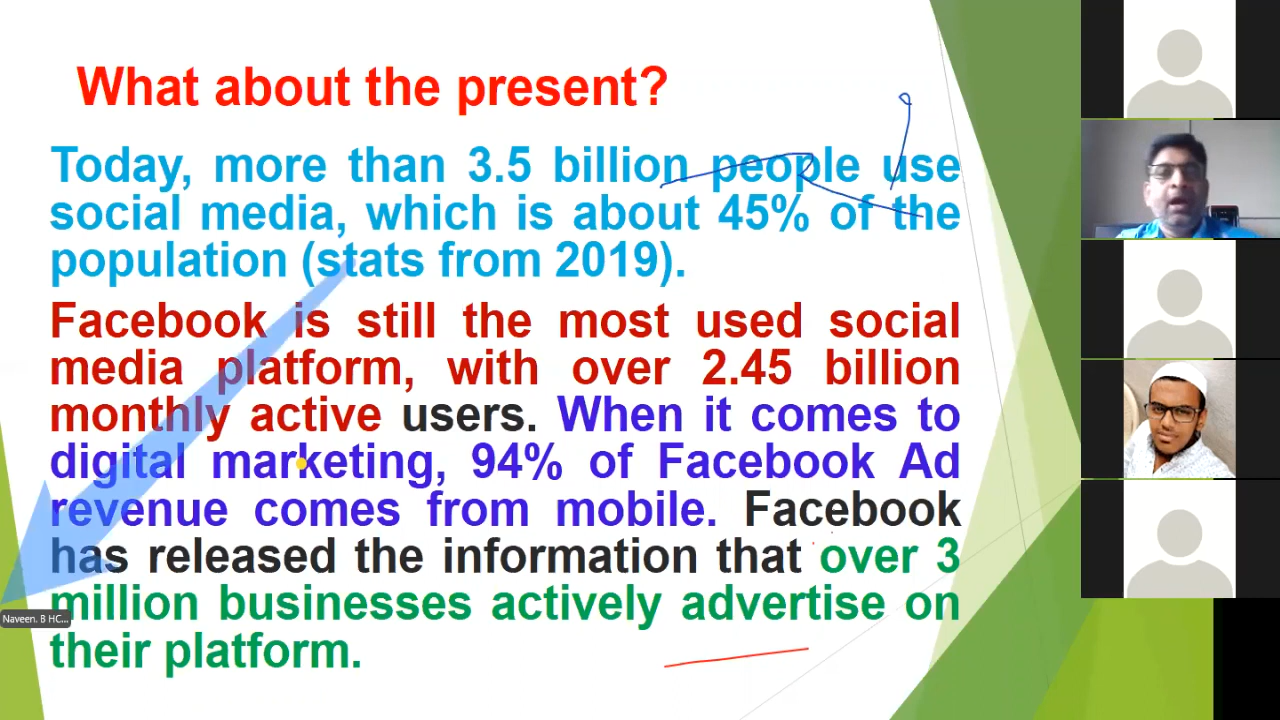 What about the present?
Today, more than 3.5 billion people use
social media, which is about 45% of the
population (stats from 2019).
Facebook is still the most used social
media platform, with over 2.45 billion
monthly active users. When it comes to
digital marketing, 94% of Facebook Ad
revenue comes from mobile. Facebook
has released the information that over 3
million businesses actively advertise on
their platform.
Naveen. B HC...